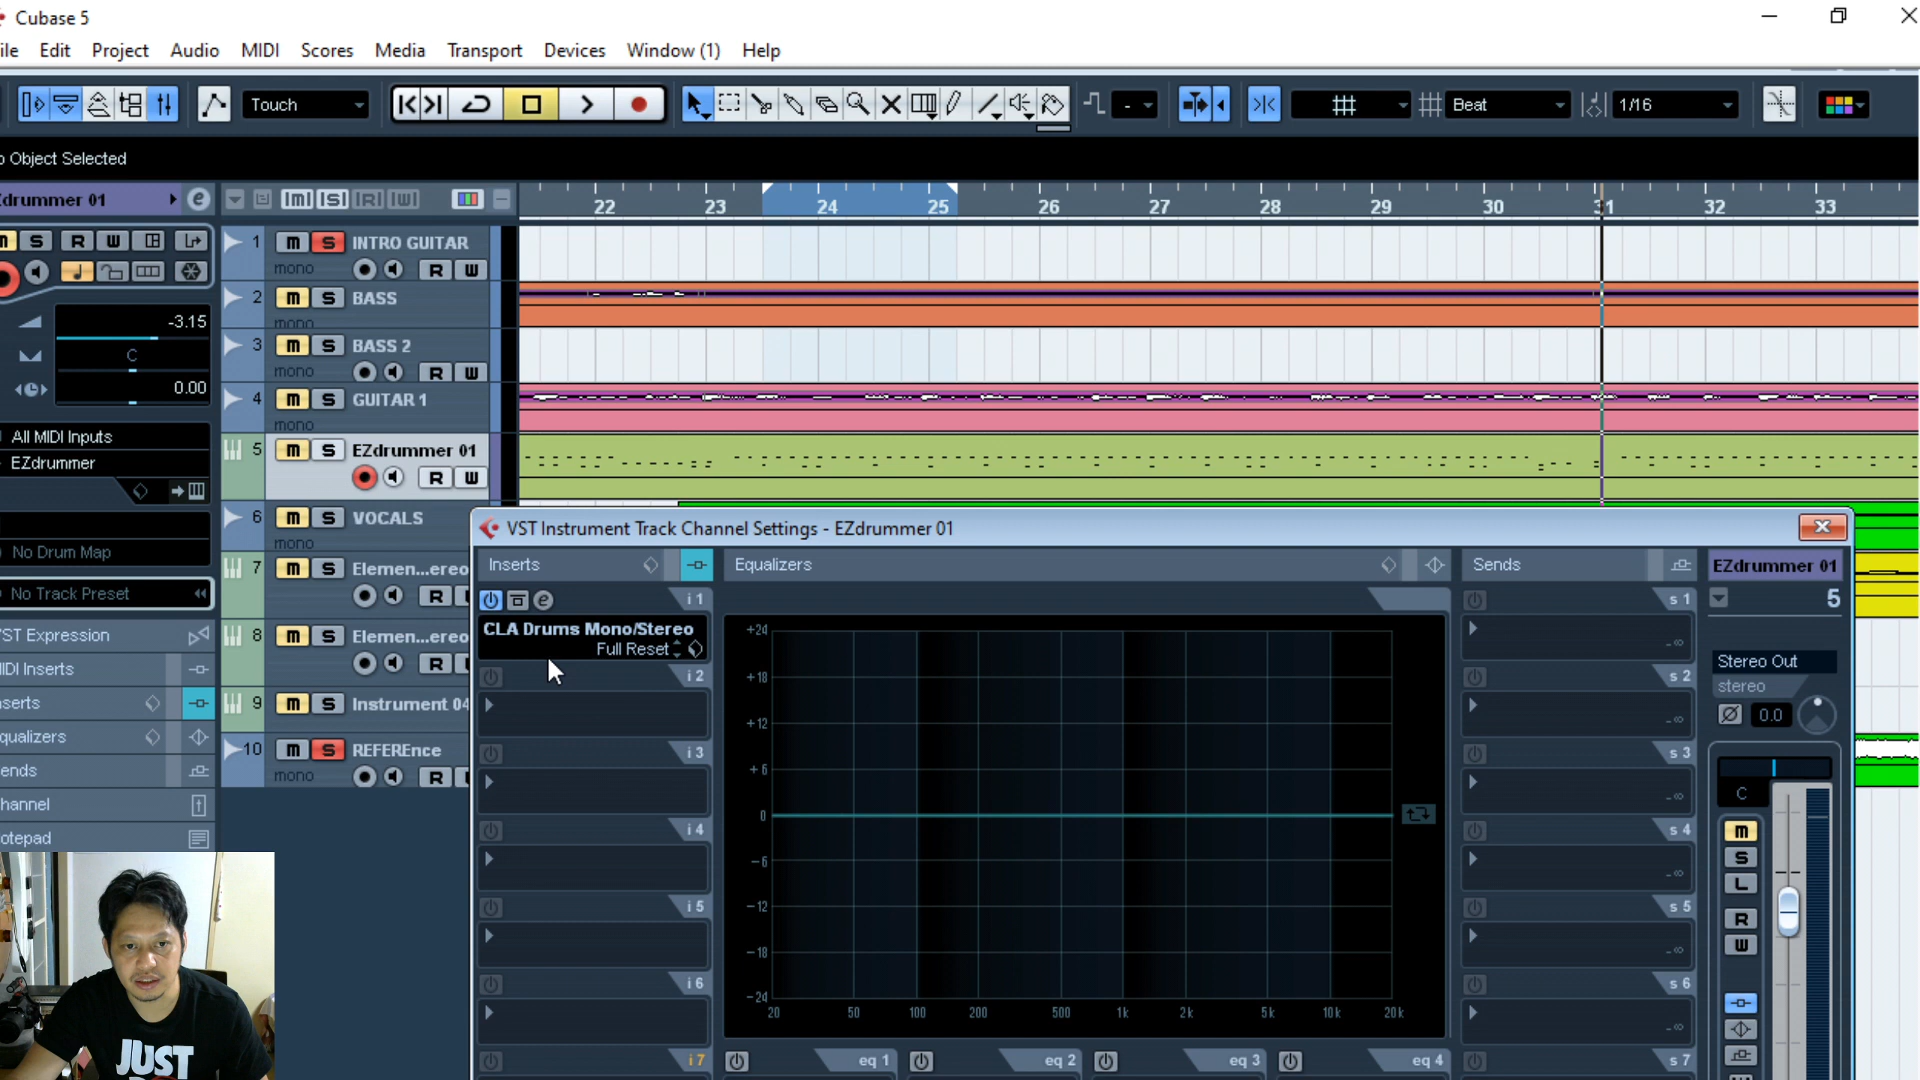 Cubase 5
ile Edit Project Audio MIDI Scores Media Transport Devices Window (1) Help
Touch - Beat 1/16
o Object Selected
drummer 01
e
M S R W
22 23 24 25 26 27 28 29 30 31 32 33
1 m S INTRO GUITAR
mono R W
2 m S BASS
mono
3 m S BASS 2
mono R W
4 m S GUITAR 1
mono
5 m S EZdrummer 01
R W
6 m S VOCALS
mono
7 m S Elemen...ereo
R
8 m S Elemen...ereo
R
9 m S Instrument 04
10 m S REFEREnce
mono R
-3.15
C
0.00
All MIDI Inputs
EZdrummer
No Drum Map
No Track Preset
ST Expression
IDI Inserts
serts
qualizers
ends
hannel
otepad
VST Instrument Track Channel Settings - EZdrummer 01
Inserts Equalizers Sends EZdrummer 01
i 1
CLA Drums Mono/Stereo
Full Reset
i 2
i 3
i 4
i 5
i 6
i 7
+24
+18
+12
+6
0
-6
-12
-18
-24
20 50 100 200 500 1k 2k 5k 10k 20k
eq 1 eq 2 eq 3 eq 4
s 1
-∞
s 2
-∞
s 3
-∞
s 4
-∞
s 5
-∞
s 6
-∞
s 7
5
Stereo Out
stereo
0.0
C
m
S
L
R
W
JUST